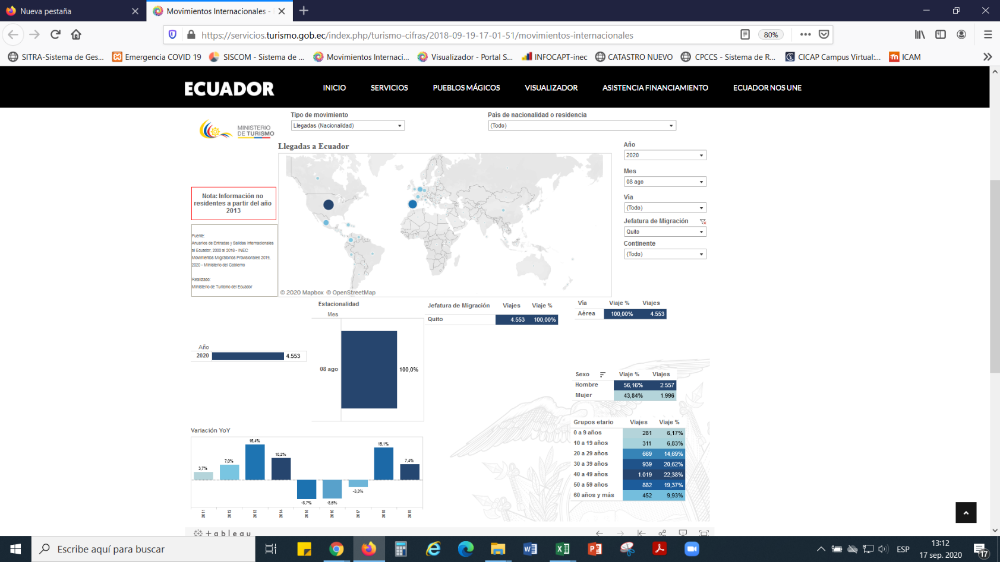 Nueva pestaña
Movimientos Internacionales -
https://servicios.turismo.gob.ec/index.php/turismo-cifras/2018-09-19-17-01-51/movimientos-internacionales
80%
SITRA-Sistema de Ges...
Emergencia COVID 19
SISCOM - Sistema de ...
Movimientos Internaci...
Visualizador - Portal S...
INFOCAPT-inec
CATASTRO NUEVO
CPCCS - Sistema de R...
CICAP Campus Virtual:...
ICAM
ECUADOR
INICIO
SERVICIOS
PUEBLOS MÁGICOS
VISUALIZADOR
ASISTENCIA FINANCIAMIENTO
ECUADOR NOS UNE
MINISTERIO
DE TURISMO
Tipo de movimiento
Llegadas (Nacionalidad)
País de nacionalidad o residencia
(Todo)
Llegadas a Ecuador
Año
2020
Mes
08 ago
Vía
(Todo)
Jefatura de Migración
Quito
Continente
(Todo)
Nota: Información no
residentes a partir del año
2013
Fuente:
Anuarios de Entradas y Salidas Internacionales
al Ecuador, 2000 al 2018 - INEC
Movimientos Migratorios Provisionales 2019,
2020 - Ministerio del Gobierno
Realizado:
Ministerio de Turismo del Ecuador
© 2020 Mapbox © OpenStreetMap
Estacionalidad
Mes
08 ago
100,0%
Jefatura de Migración Viajes Viaje %
Quito 4.553 100,00%
Vía Viaje % Viajes
Aérea 100,00% 4.553
Año
2020 4.553
Sexo Viaje % Viajes
Hombre 56,16% 2.557
Mujer 43,84% 1.996
Grupos etario Viajes Viaje %
0 a 9 años 281 6,17%
10 a 19 años 311 6,83%
20 a 29 años 669 14,69%
30 a 39 años 939 20,62%
40 a 49 años 1.019 22,38%
50 a 59 años 882 19,37%
60 años y más 452 9,93%
Variación YoY
3,7%
7,0%
16,4%
10,2%
-8,7%
-8,6%
-3,3%
15,1%
7,4%
2011 2012 2013 2014 2015 2016 2017 2018 2019
+ableau
Escribe aquí para buscar
ESP
13:12
17 sep. 2020
17